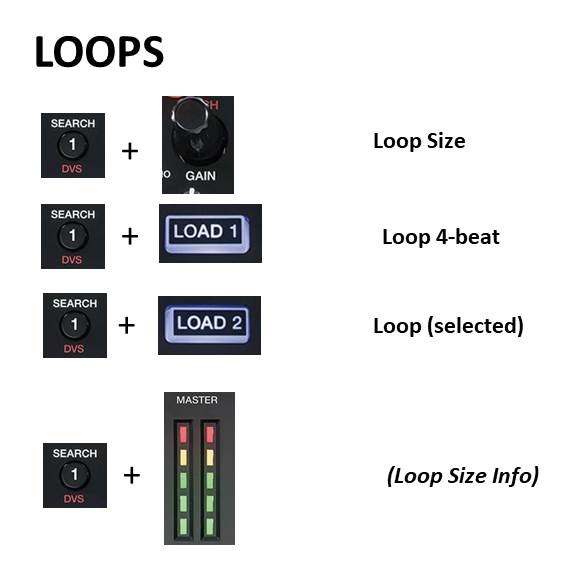 LOOPS
SEARCH
1
DVS
+
GAIN
Loop Size
SEARCH
1
DVS
+
LOAD 1
Loop 4-beat
SEARCH
1
DVS
+
LOAD 2
Loop (selected)
MASTER
SEARCH
1
DVS
+
(Loop Size Info)